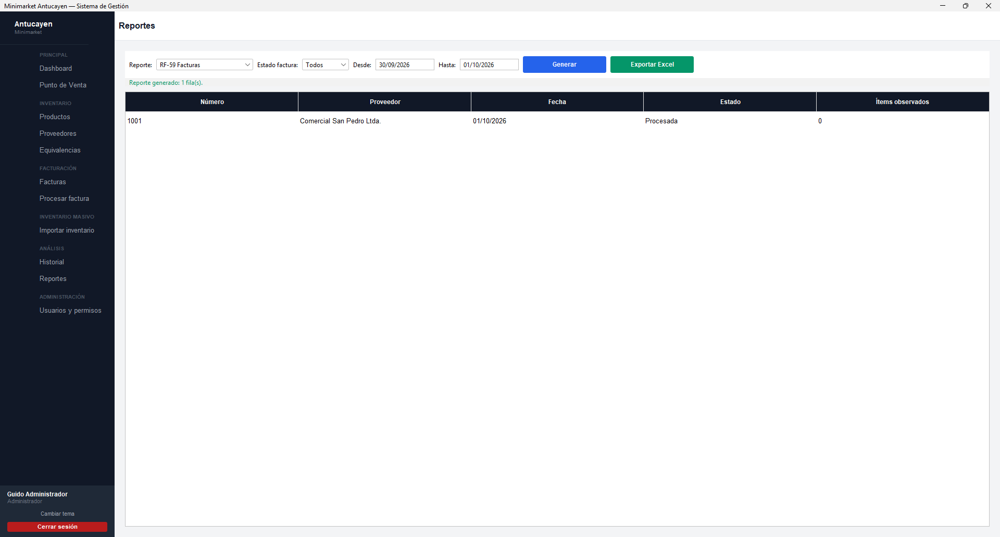 Minimarket Antucayen — Sistema de Gestión
Antucayen
Minimarket
PRINCIPAL
Dashboard
Punto de Venta
INVENTARIO
Productos
Proveedores
Equivalencias
FACTURACIÓN
Facturas
Procesar factura
INVENTARIO MASIVO
Importar inventario
ANÁLISIS
Historial
Reportes
ADMINISTRACIÓN
Usuarios y permisos
Guido Administrador
Administrador
Cambiar tema
Cerrar sesión
Reportes
Reporte: RF-59 Facturas Estado factura: Todos Desde: 30/09/2026 Hasta: 01/10/2026 Generar Exportar Excel
Reporte generado: 1 fila(s).
Número Proveedor Fecha Estado Ítems observados
1001 Comercial San Pedro Ltda. 01/10/2026 Procesada 0